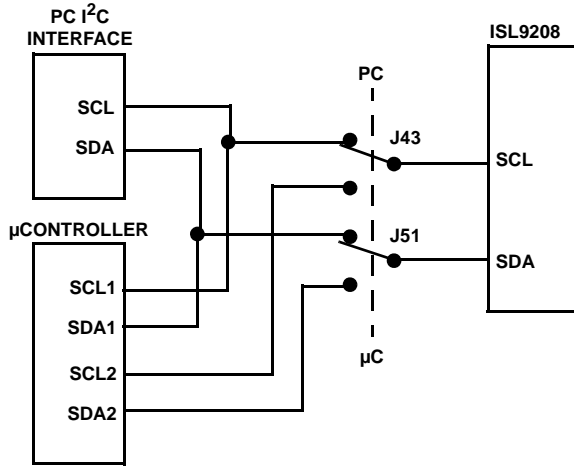 PC I²C
INTERFACE
SCL
SDA
µCONTROLLER
SCL1
SDA1
SCL2
SDA2
PC
J43
J51
µC
ISL9208
SCL
SDA